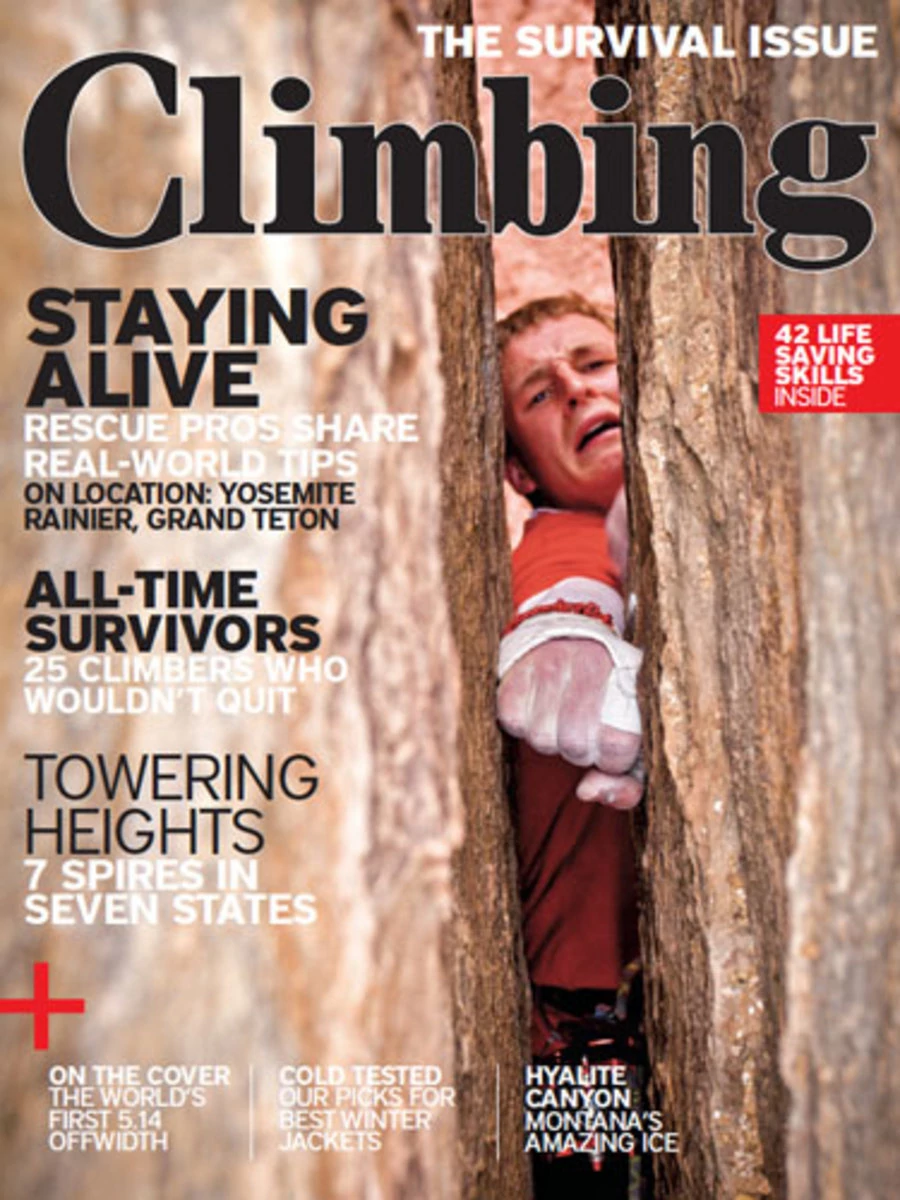 THE SURVIVAL ISSUE
Climbing
STAYING
ALIVE
RESCUE PROS SHARE
REAL-WORLD TIPS
ON LOCATION: YOSEMITE
RAINIER, GRAND TETON
42 LIFE
SAVING
SKILLS
INSIDE
ALL-TIME
SURVIVORS
25 CLIMBERS WHO
WOULDN'T QUIT
TOWERING
HEIGHTS
7 SPIRES IN
SEVEN STATES
+
ON THE COVER
THE WORLD'S
FIRST 5.14
OFFWIDTH
COLD TESTED
OUR PICKS FOR
BEST WINTER
JACKETS
HYALITE
CANYON
MONTANA'S
AMAZING ICE